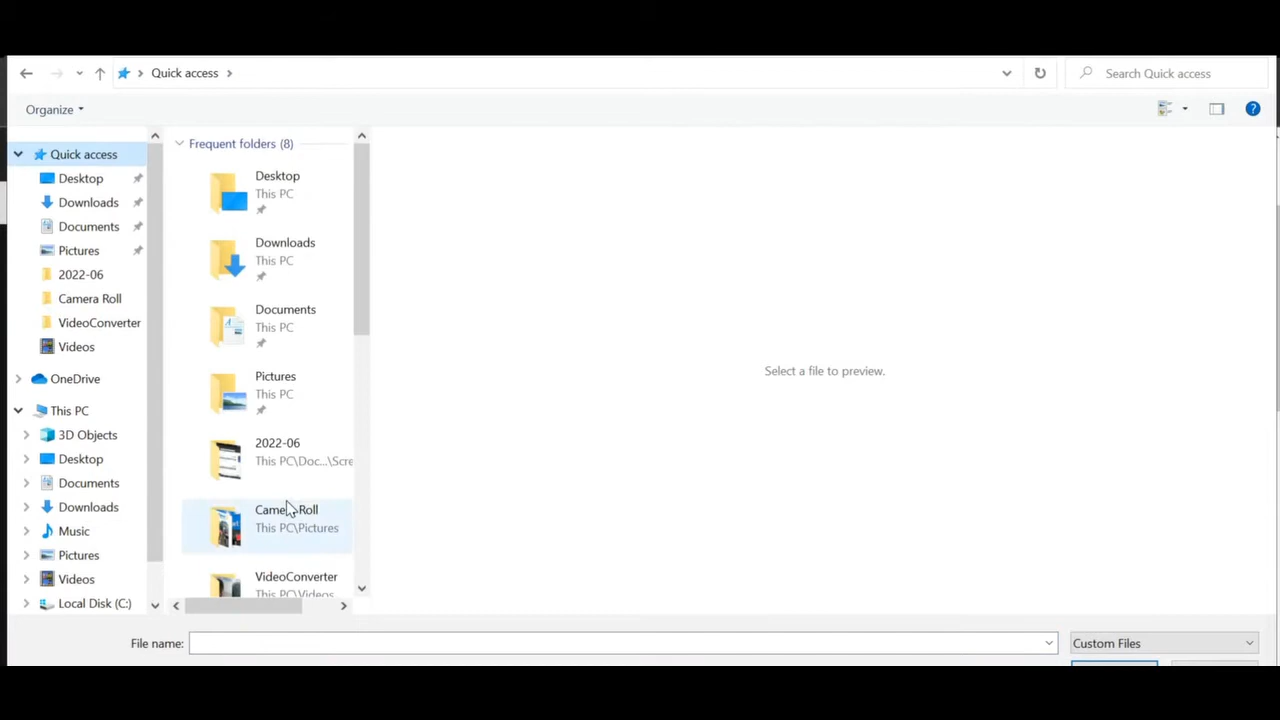 Quick access
Search Quick access
Organize
Quick access
Desktop
Downloads
Documents
Pictures
2022-06
Camera Roll
VideoConverter
Videos
OneDrive
This PC
3D Objects
Desktop
Documents
Downloads
Music
Pictures
Videos
Local Disk (C:)
Frequent folders (8)
Desktop
This PC
Downloads
This PC
Documents
This PC
Pictures
This PC
2022-06
This PC\Doc...\Scre
Camera Roll
This PC\Pictures
VideoConverter
This PC\Videos
Select a file to preview.
File name:
Custom Files